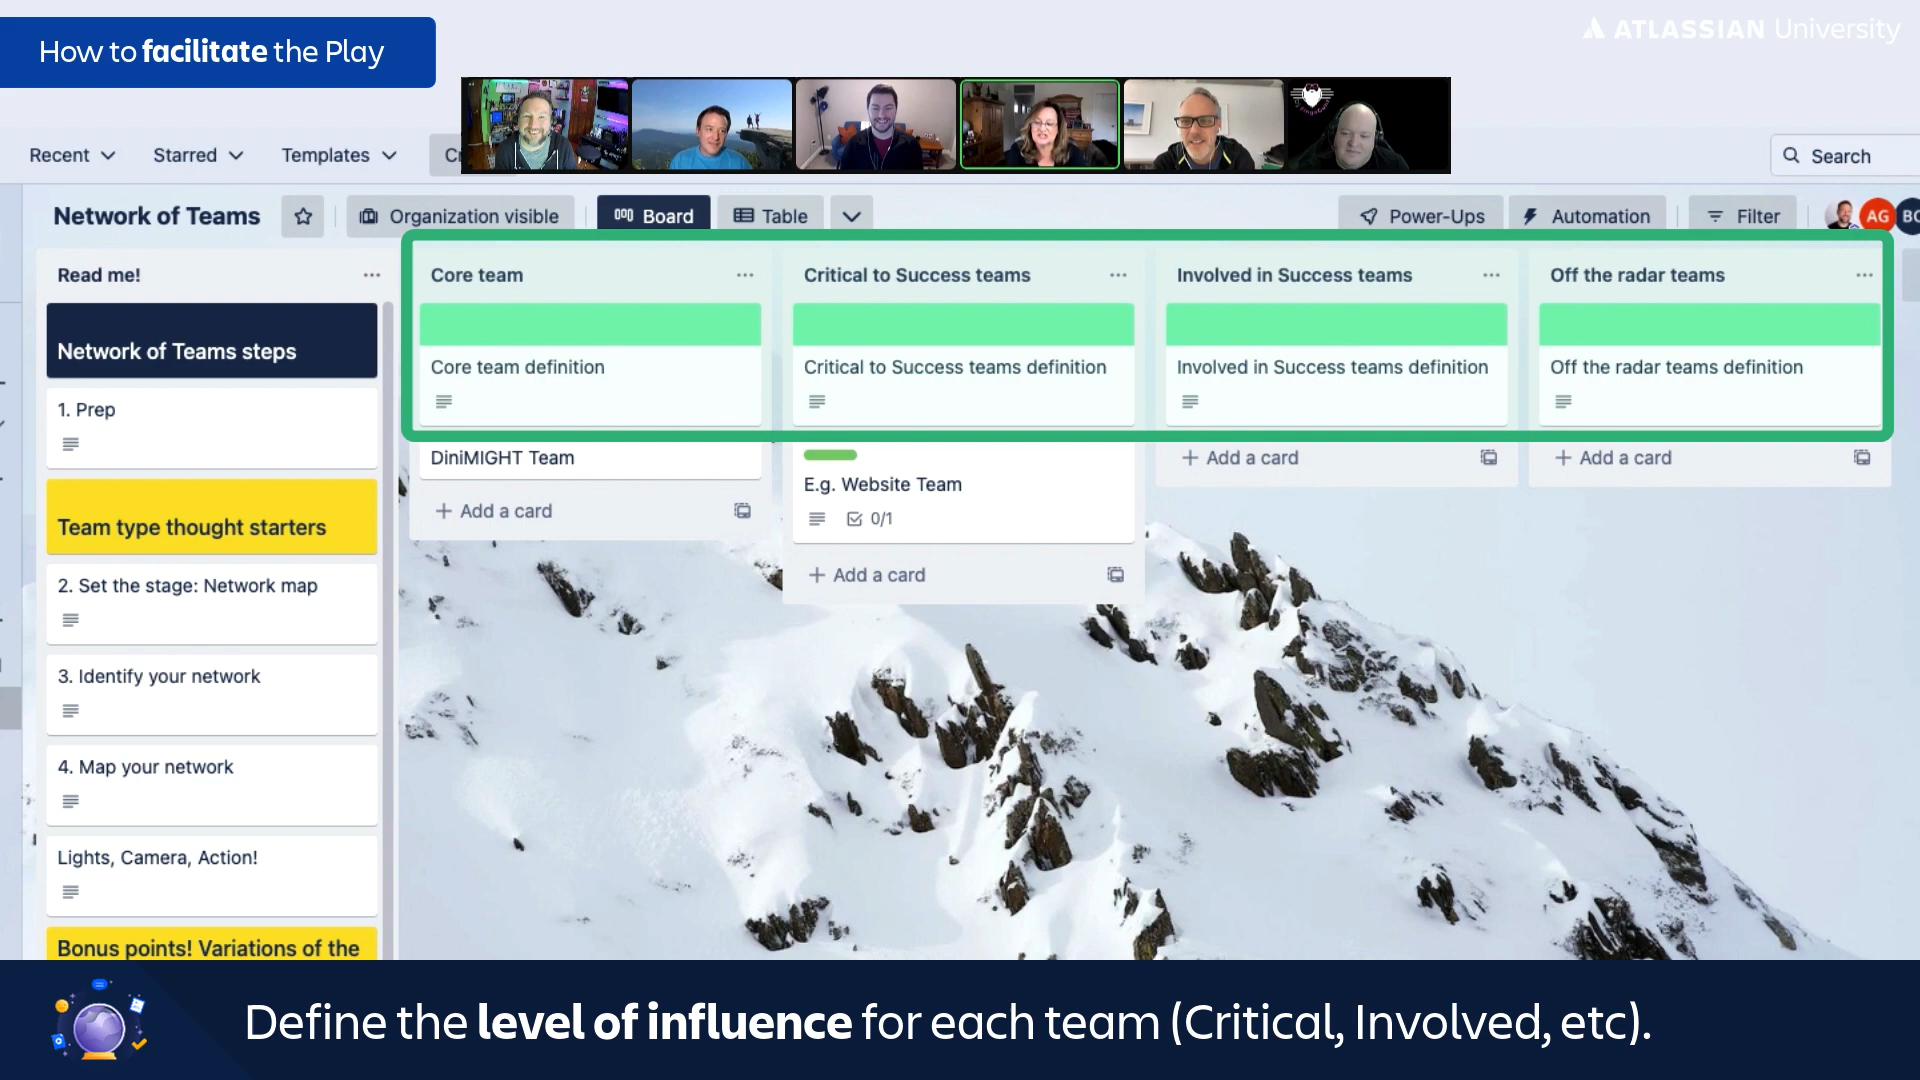 How to facilitate the Play
ATLASSIAN University
Recent
Starred
Templates
Cr
Search
Network of Teams
Organization visible
Board
Table
Power-Ups
Automation
Filter
AG
BC
Read me!
Network of Teams steps
1. Prep
Team type thought starters
2. Set the stage: Network map
3. Identify your network
4. Map your network
Lights, Camera, Action!
Bonus points! Variations of the
Core team
Core team definition
DiniMIGHT Team
+ Add a card
Critical to Success teams
Critical to Success teams definition
E.g. Website Team
0/1
+ Add a card
Involved in Success teams
Involved in Success teams definition
+ Add a card
Off the radar teams
Off the radar teams definition
+ Add a card
Define the level of influence for each team (Critical, Involved, etc).